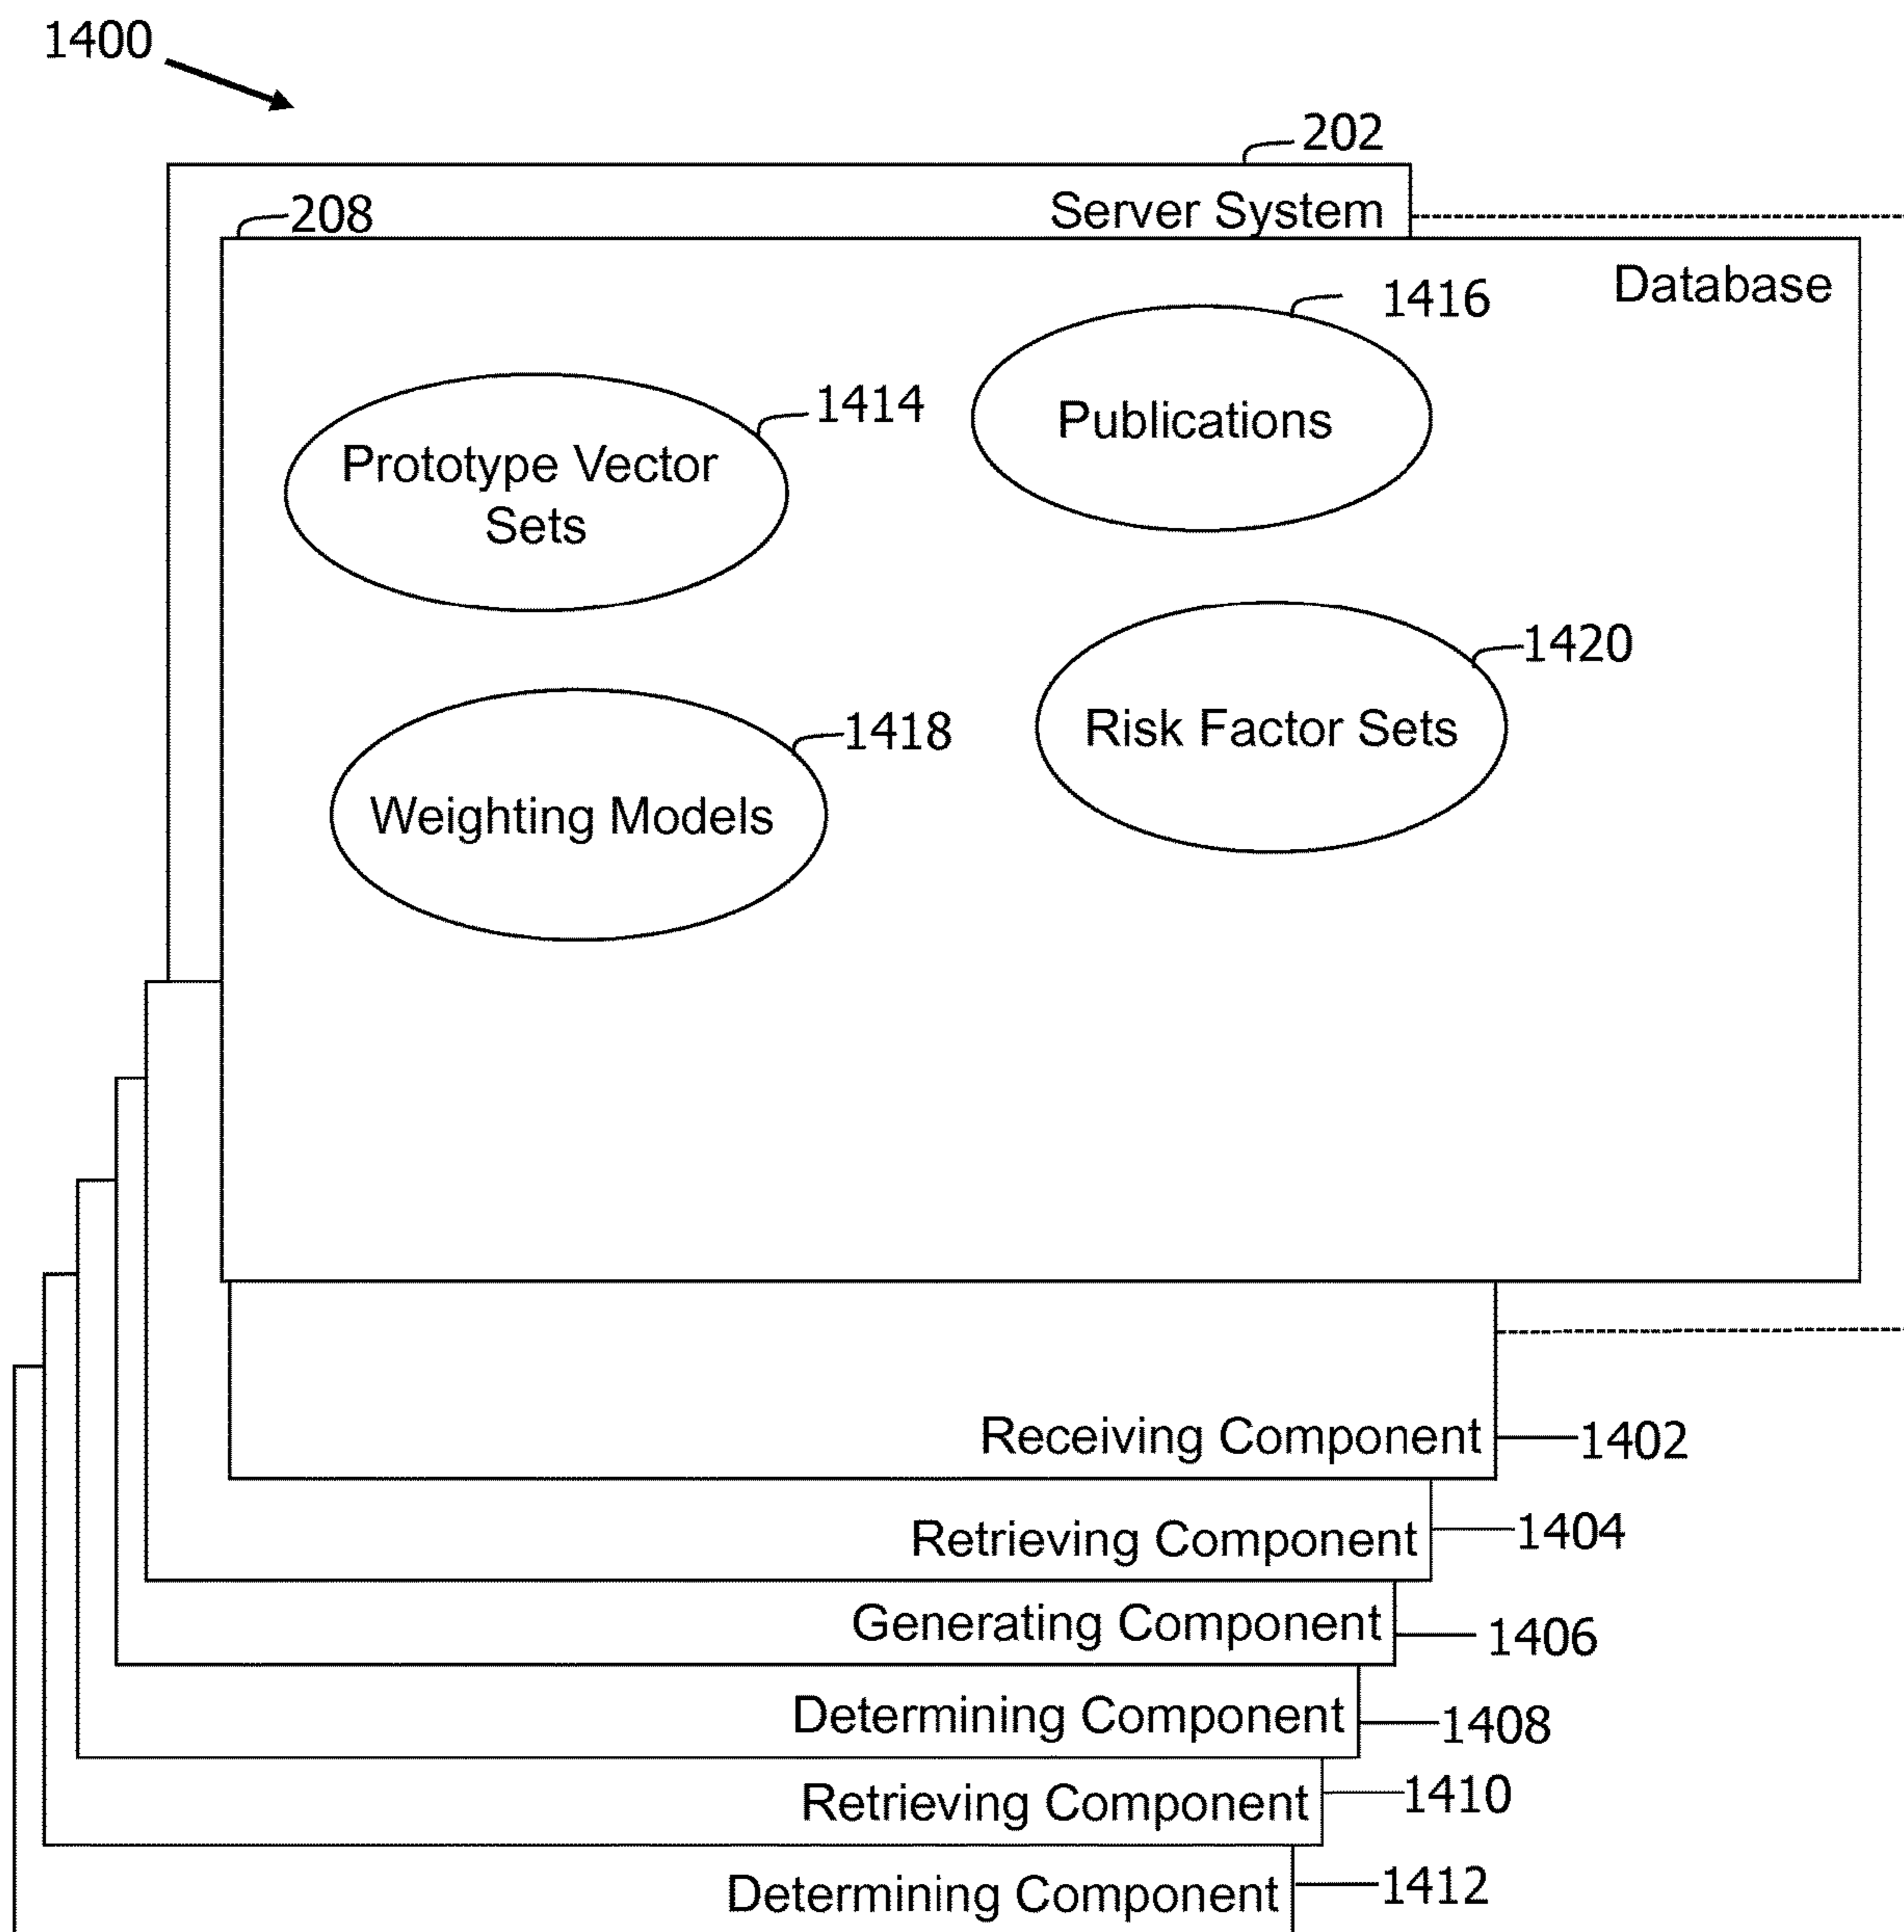 1400
202
Server System
208
Database
1416
Publications
1414
Prototype Vector
Sets
1420
Risk Factor Sets
1418
Weighting Models
Receiving Component
1402
Retrieving Component
1404
Generating Component
1406
Determining Component
1408
Retrieving Component
1410
Determining Component
1412